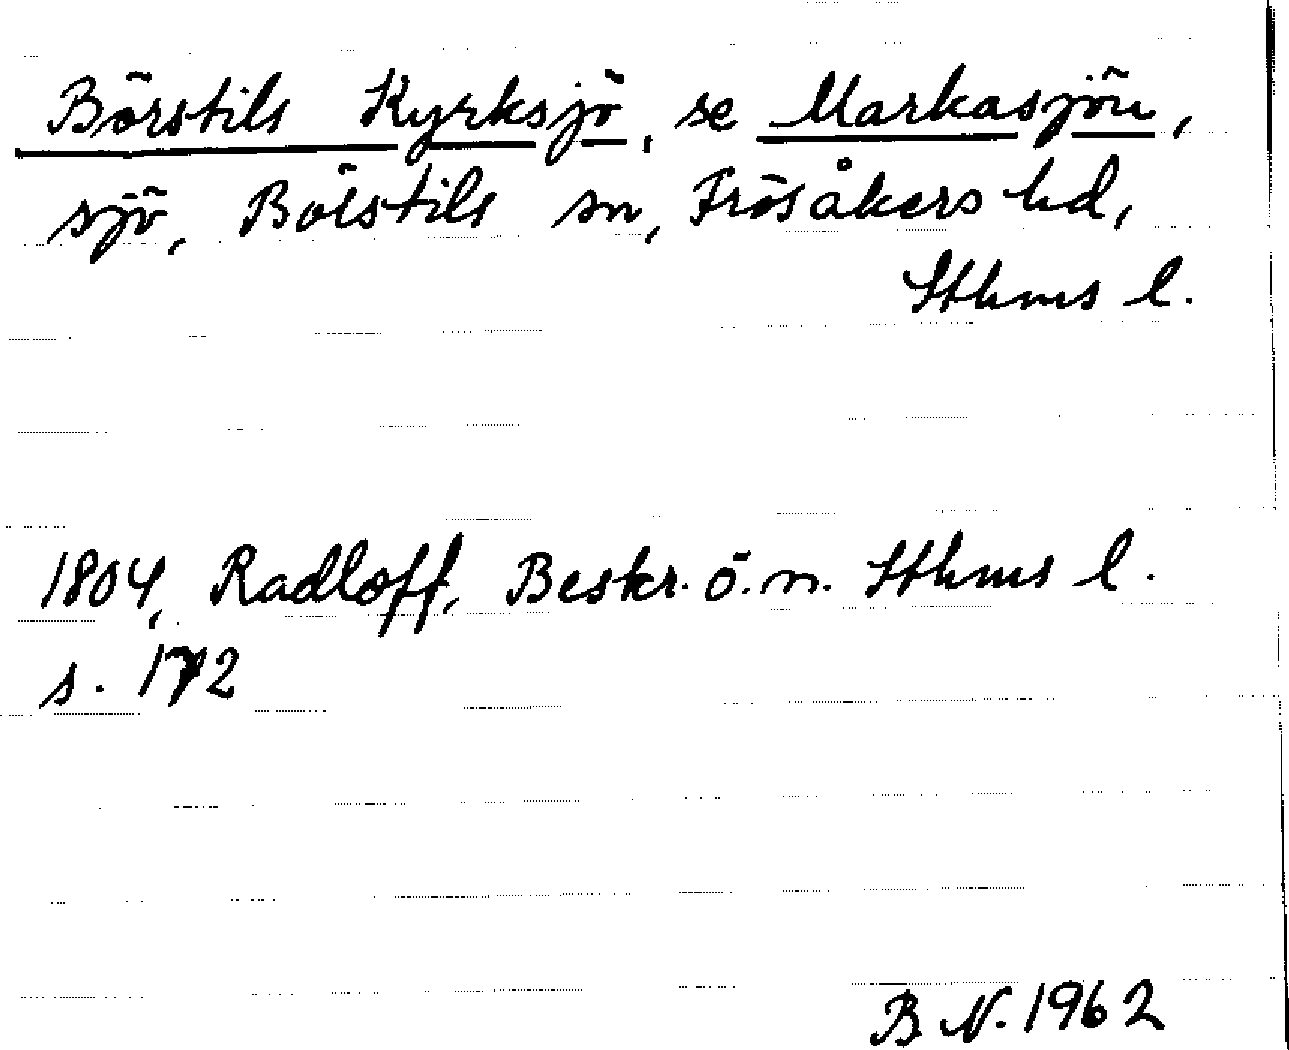 Börstils Kyrksjö, se Markasjön,
sjö, Börstils sn, Frösåkers hd,
Sthms l.
1804, Radloff, Beskr. ö. n. Sthms l.
s. 172
B. N. 1962